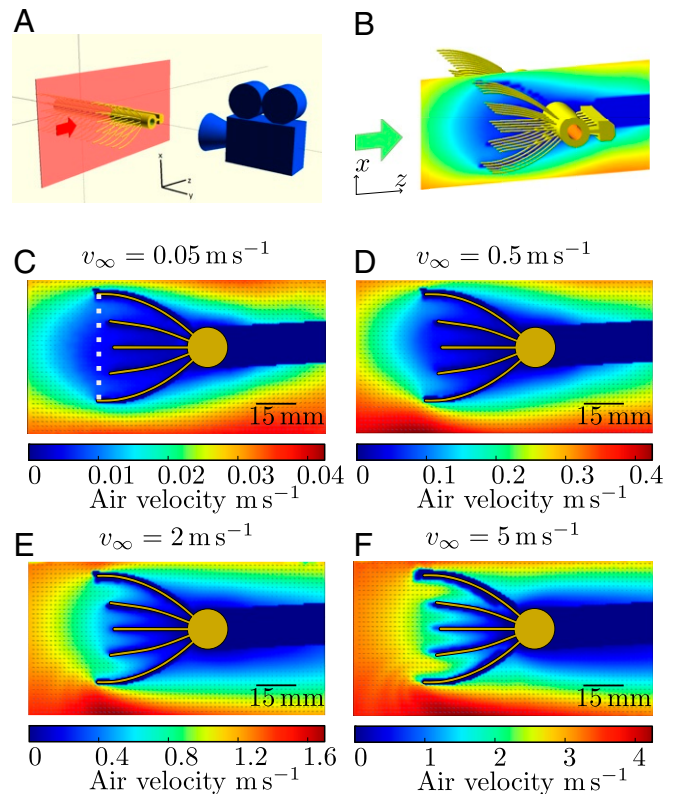 A
x
z
y
B
x
z
C
v∞ = 0.05 m s⁻¹
15 mm
0 0.01 0.02 0.03 0.04
Air velocity m s⁻¹
D
v∞ = 0.5 m s⁻¹
15 mm
0 0.1 0.2 0.3 0.4
Air velocity m s⁻¹
E
v∞ = 2 m s⁻¹
15 mm
0 0.4 0.8 1.2 1.6
Air velocity m s⁻¹
F
v∞ = 5 m s⁻¹
15 mm
0 1 2 3 4
Air velocity m s⁻¹